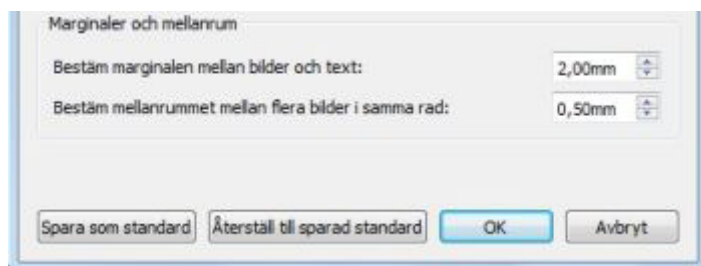 Marginaler och mellanrum
Bestäm marginalen mellan bilder och text: 2,00mm
Bestäm mellanrummet mellan flera bilder i samma rad: 0,50mm
Spara som standard Återställ till sparad standard OK Avbryt